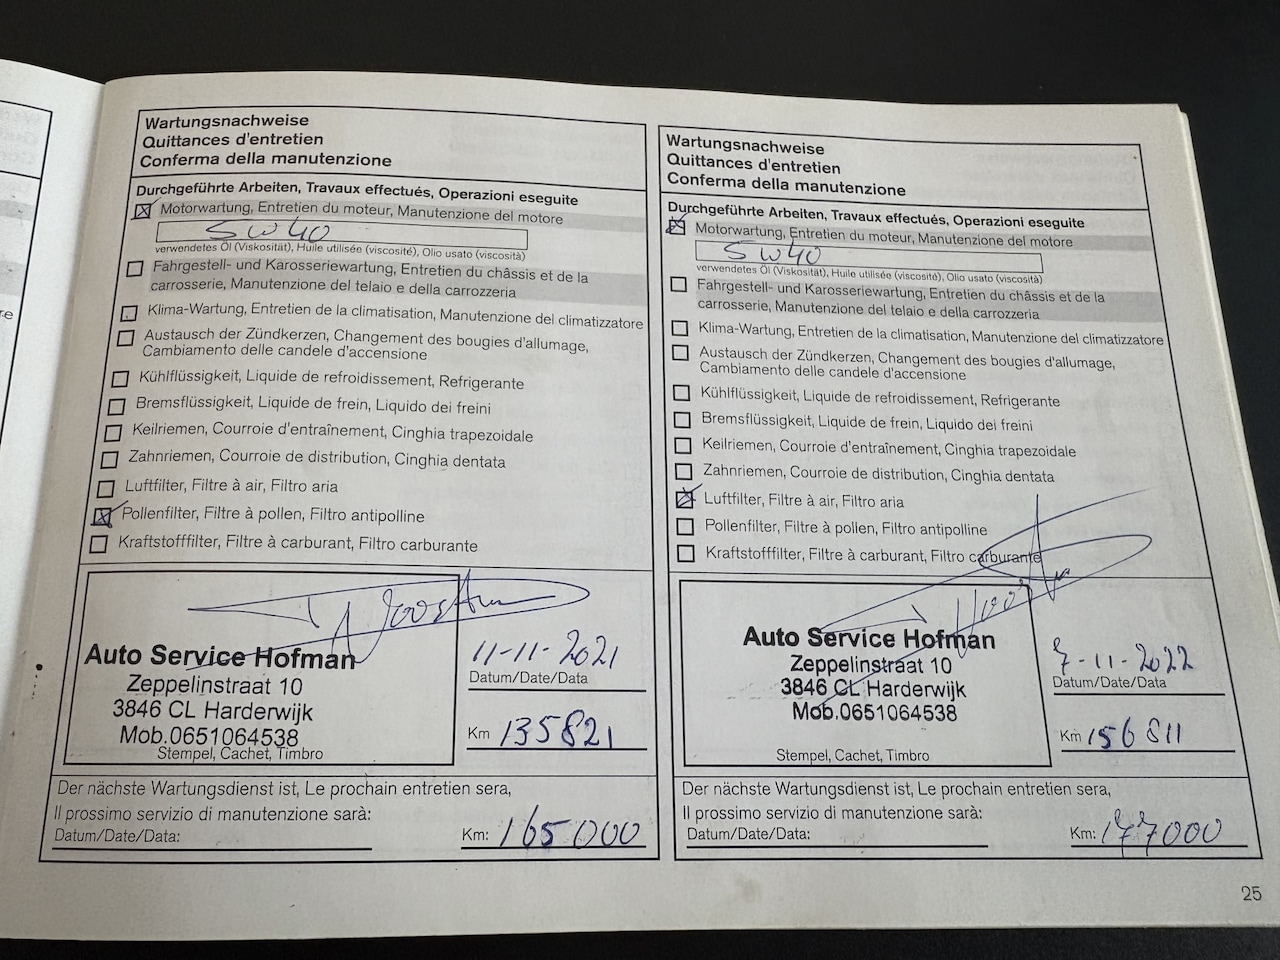 Wartungsnachweise
Quittances d'entretien
Conferma della manutenzione
Durchgeführte Arbeiten, Travaux effectués, Operazioni eseguite
Motorwartung, Entretien du moteur, Manutenzione del motore
5W40
verwendetes Öl (Viskosität), Huile utilisée (viscosité), Olio usato (viscosità)
Fahrgestell- und Karosseriewartung, Entretien du châssis et de la
carrosserie, Manutenzione del telaio e della carrozzeria
Klima-Wartung, Entretien de la climatisation, Manutenzione del climatizzatore
Austausch der Zündkerzen, Changement des bougies d'allumage,
Cambiamento delle candele d'accensione
Kühlflüssigkeit, Liquide de refroidissement, Refrigerante
Bremsflüssigkeit, Liquide de frein, Liquido dei freini
Keilriemen, Courroie d'entraînement, Cinghia trapezoidale
Zahnriemen, Courroie de distribution, Cinghia dentata
Luftfilter, Filtre à air, Filtro aria
Pollenfilter, Filtre à pollen, Filtro antipolline
Kraftstofffilter, Filtre à carburant, Filtro carburante
Auto Service Hofman
Zeppelinstraat 10
3846 CL Harderwijk
Mob.0651064538
Stempel, Cachet, Timbro
11-11-2021
Datum/Date/Data
Km 135821
Der nächste Wartungsdienst ist, Le prochain entretien sera,
Il prossimo servizio di manutenzione sarà:
Datum/Date/Data:
Km: 165000
Wartungsnachweise
Quittances d'entretien
Conferma della manutenzione
Durchgeführte Arbeiten, Travaux effectués, Operazioni eseguite
Motorwartung, Entretien du moteur, Manutenzione del motore
5W40
verwendetes Öl (Viskosität), Huile utilisée (viscosité), Olio usato (viscosità)
Fahrgestell- und Karosseriewartung, Entretien du châssis et de la
carrosserie, Manutenzione del telaio e della carrozzeria
Klima-Wartung, Entretien de la climatisation, Manutenzione del climatizzatore
Austausch der Zündkerzen, Changement des bougies d'allumage,
Cambiamento delle candele d'accensione
Kühlflüssigkeit, Liquide de refroidissement, Refrigerante
Bremsflüssigkeit, Liquide de frein, Liquido dei freini
Keilriemen, Courroie d'entraînement, Cinghia trapezoidale
Zahnriemen, Courroie de distribution, Cinghia dentata
Luftfilter, Filtre à air, Filtro aria
Pollenfilter, Filtre à pollen, Filtro antipolline
Kraftstofffilter, Filtre à carburant, Filtro carburante
Auto Service Hofman
Zeppelinstraat 10
3846 CL Harderwijk
Mob.0651064538
Stempel, Cachet, Timbro
7-11-2022
Datum/Date/Data
Km 156811
Der nächste Wartungsdienst ist, Le prochain entretien sera,
Il prossimo servizio di manutenzione sarà:
Datum/Date/Data:
Km: 177000
25